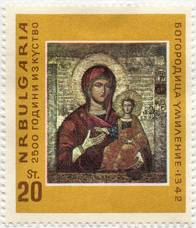 NR BULGARIA
2500 ГОДИНИ ИЗКУСТВО
БОГОРОДИЦА УМИЛЕНИЕ - 1342
ST.
20